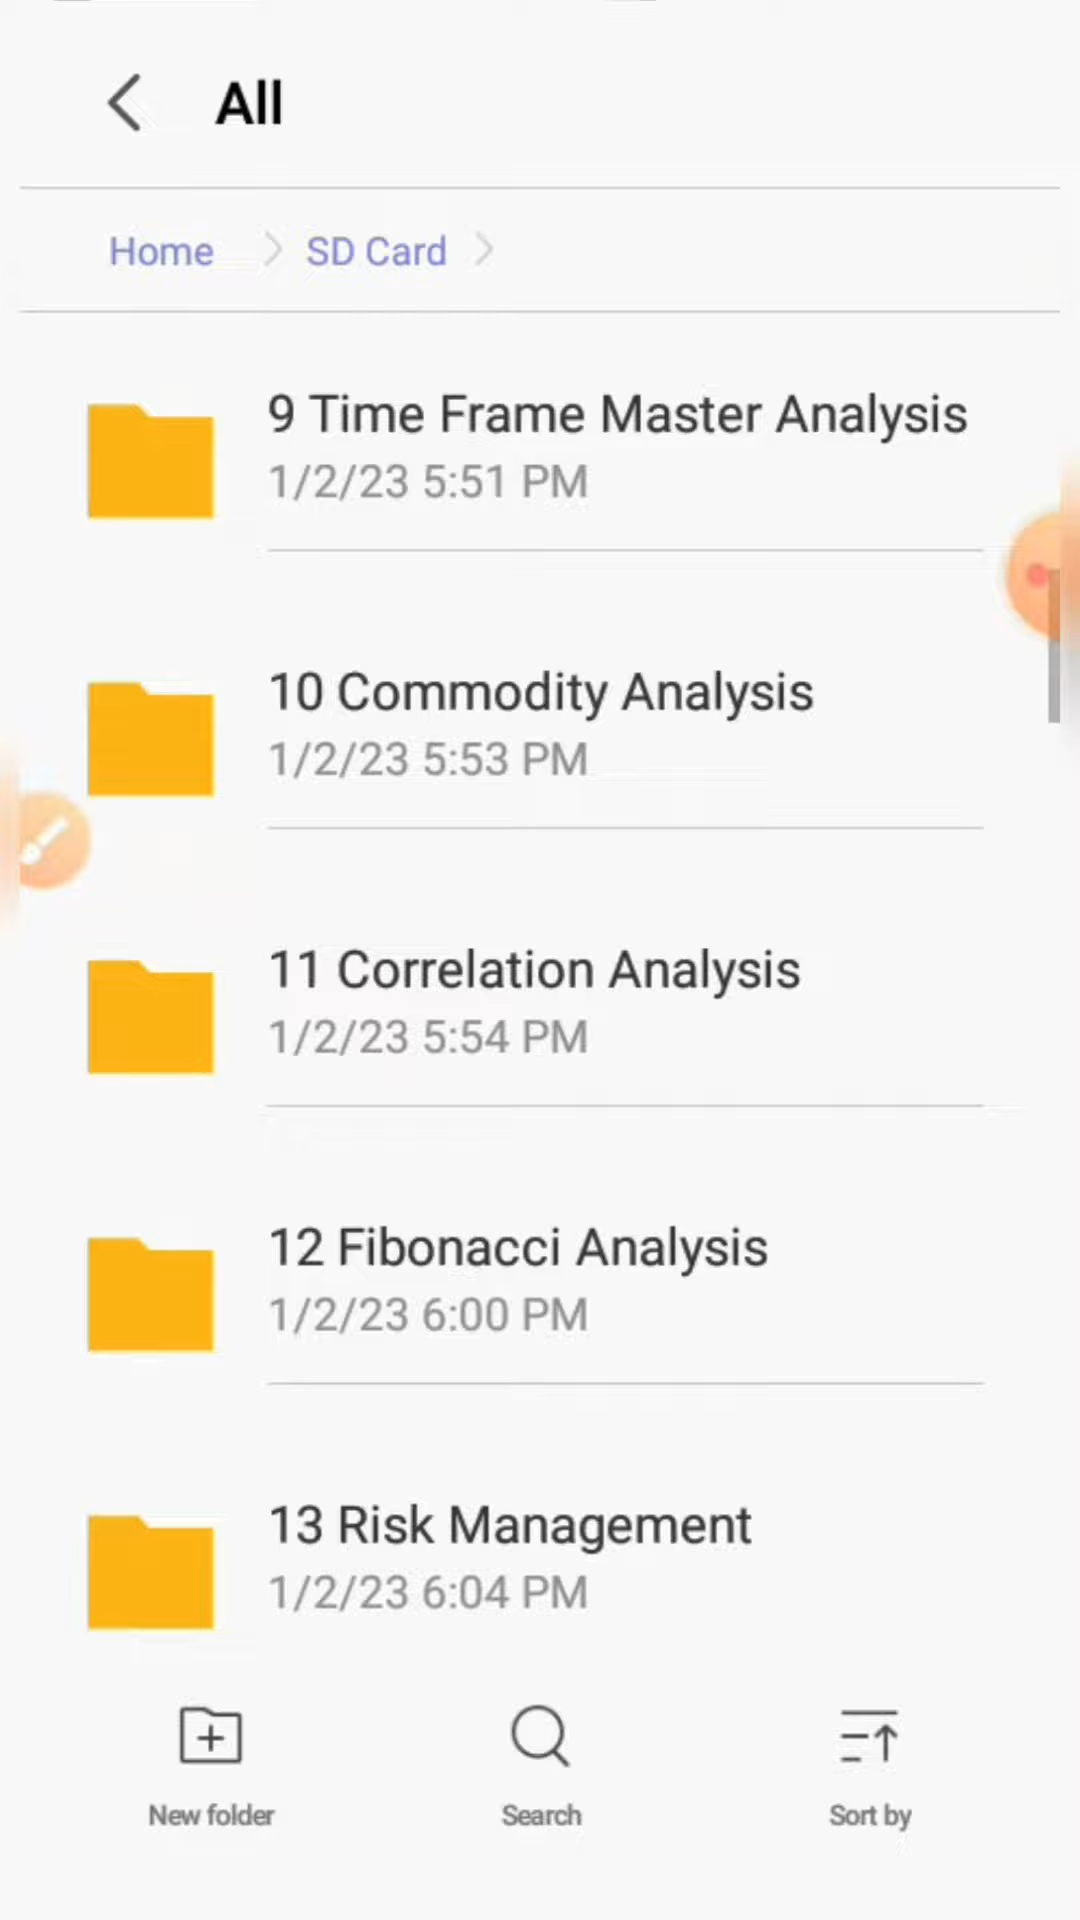 All
Home
SD Card
9 Time Frame Master Analysis
1/2/23 5:51 PM
10 Commodity Analysis
1/2/23 5:53 PM
11 Correlation Analysis
1/2/23 5:54 PM
12 Fibonacci Analysis
1/2/23 6:00 PM
13 Risk Management
1/2/23 6:04 PM
New folder
Search
Sort by